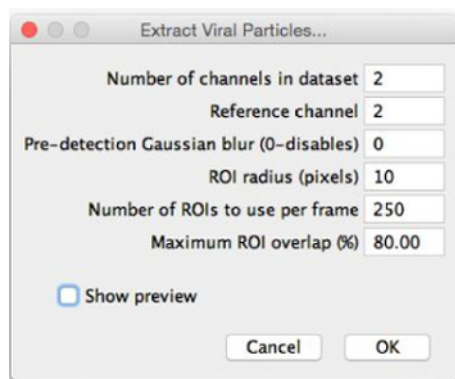 Extract Viral Particles...
Number of channels in dataset 2
Reference channel 2
Pre-detection Gaussian blur (0-disables) 0
ROI radius (pixels) 10
Number of ROIs to use per frame 250
Maximum ROI overlap (%) 80.00
Show preview
Cancel OK